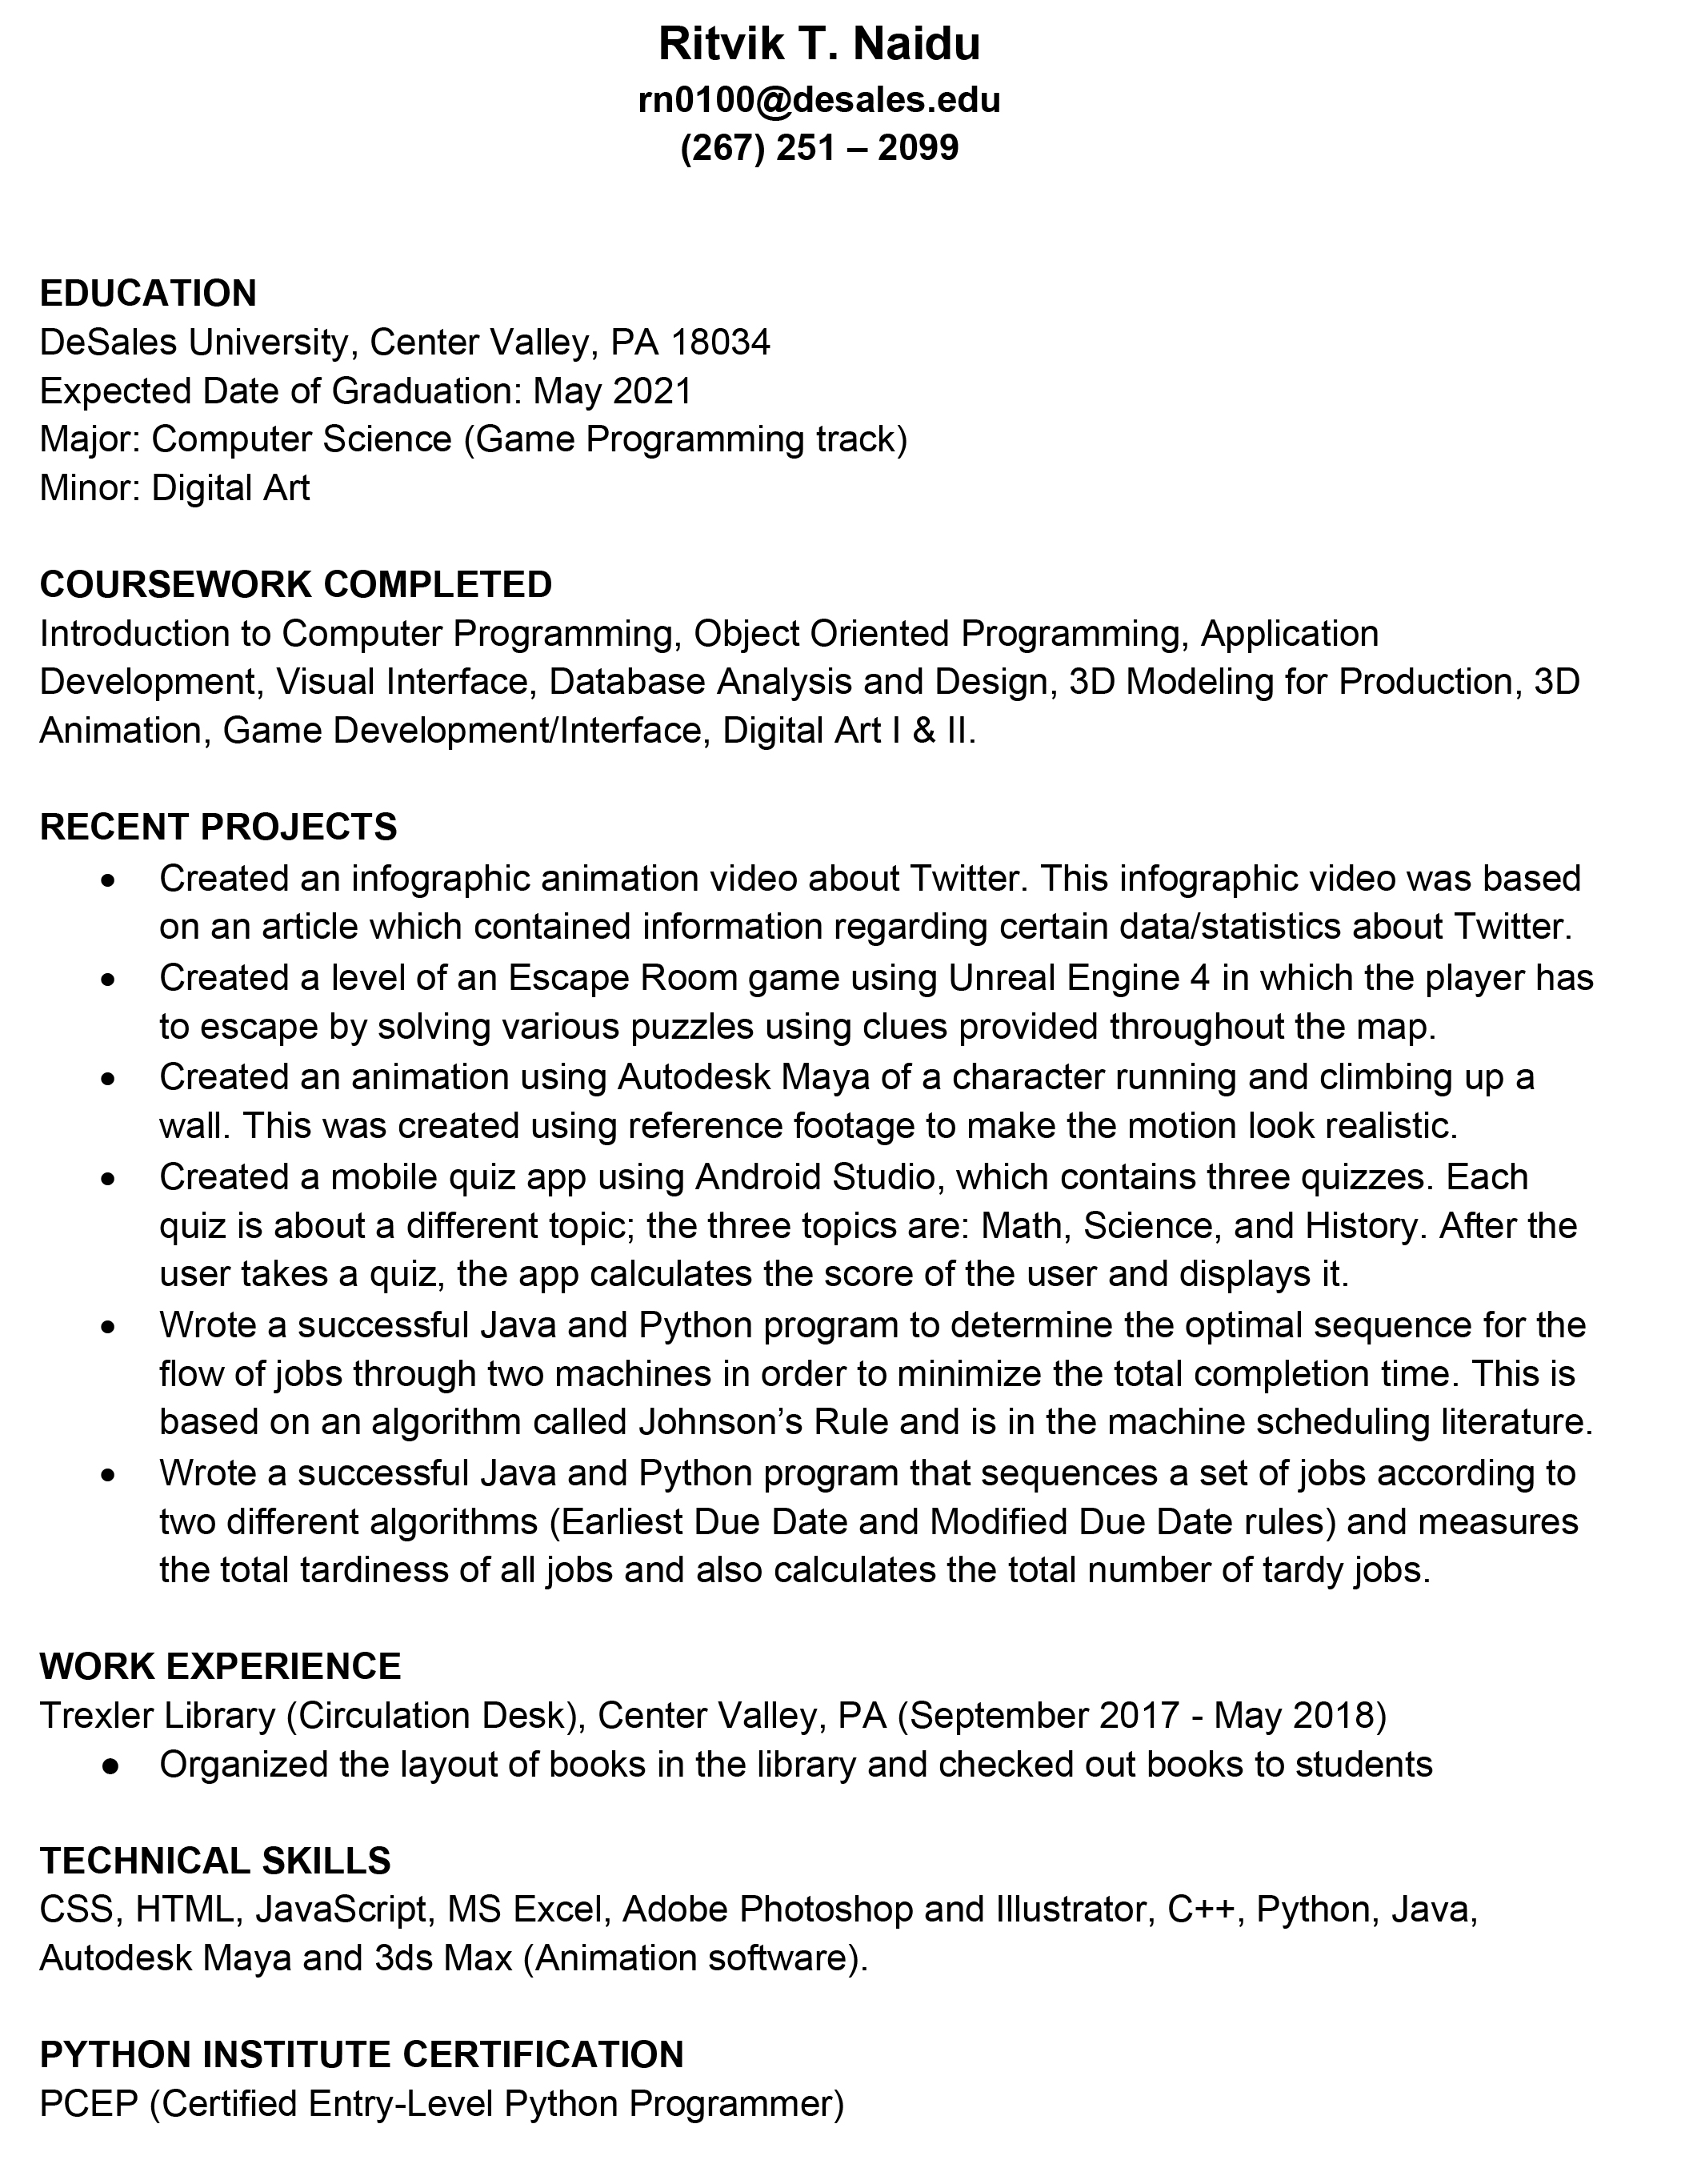 Ritvik T. Naidu
rn0100@desales.edu
(267) 251 – 2099
EDUCATION
DeSales University, Center Valley, PA 18034
Expected Date of Graduation: May 2021
Major: Computer Science (Game Programming track)
Minor: Digital Art
COURSEWORK COMPLETED
Introduction to Computer Programming, Object Oriented Programming, Application
Development, Visual Interface, Database Analysis and Design, 3D Modeling for Production, 3D
Animation, Game Development/Interface, Digital Art I & II.
RECENT PROJECTS
• Created an infographic animation video about Twitter. This infographic video was based
on an article which contained information regarding certain data/statistics about Twitter.
• Created a level of an Escape Room game using Unreal Engine 4 in which the player has
to escape by solving various puzzles using clues provided throughout the map.
• Created an animation using Autodesk Maya of a character running and climbing up a
wall. This was created using reference footage to make the motion look realistic.
• Created a mobile quiz app using Android Studio, which contains three quizzes. Each
quiz is about a different topic; the three topics are: Math, Science, and History. After the
user takes a quiz, the app calculates the score of the user and displays it.
• Wrote a successful Java and Python program to determine the optimal sequence for the
flow of jobs through two machines in order to minimize the total completion time. This is
based on an algorithm called Johnson’s Rule and is in the machine scheduling literature.
• Wrote a successful Java and Python program that sequences a set of jobs according to
two different algorithms (Earliest Due Date and Modified Due Date rules) and measures
the total tardiness of all jobs and also calculates the total number of tardy jobs.
WORK EXPERIENCE
Trexler Library (Circulation Desk), Center Valley, PA (September 2017 - May 2018)
● Organized the layout of books in the library and checked out books to students
TECHNICAL SKILLS
CSS, HTML, JavaScript, MS Excel, Adobe Photoshop and Illustrator, C++, Python, Java,
Autodesk Maya and 3ds Max (Animation software).
PYTHON INSTITUTE CERTIFICATION
PCEP (Certified Entry-Level Python Programmer)